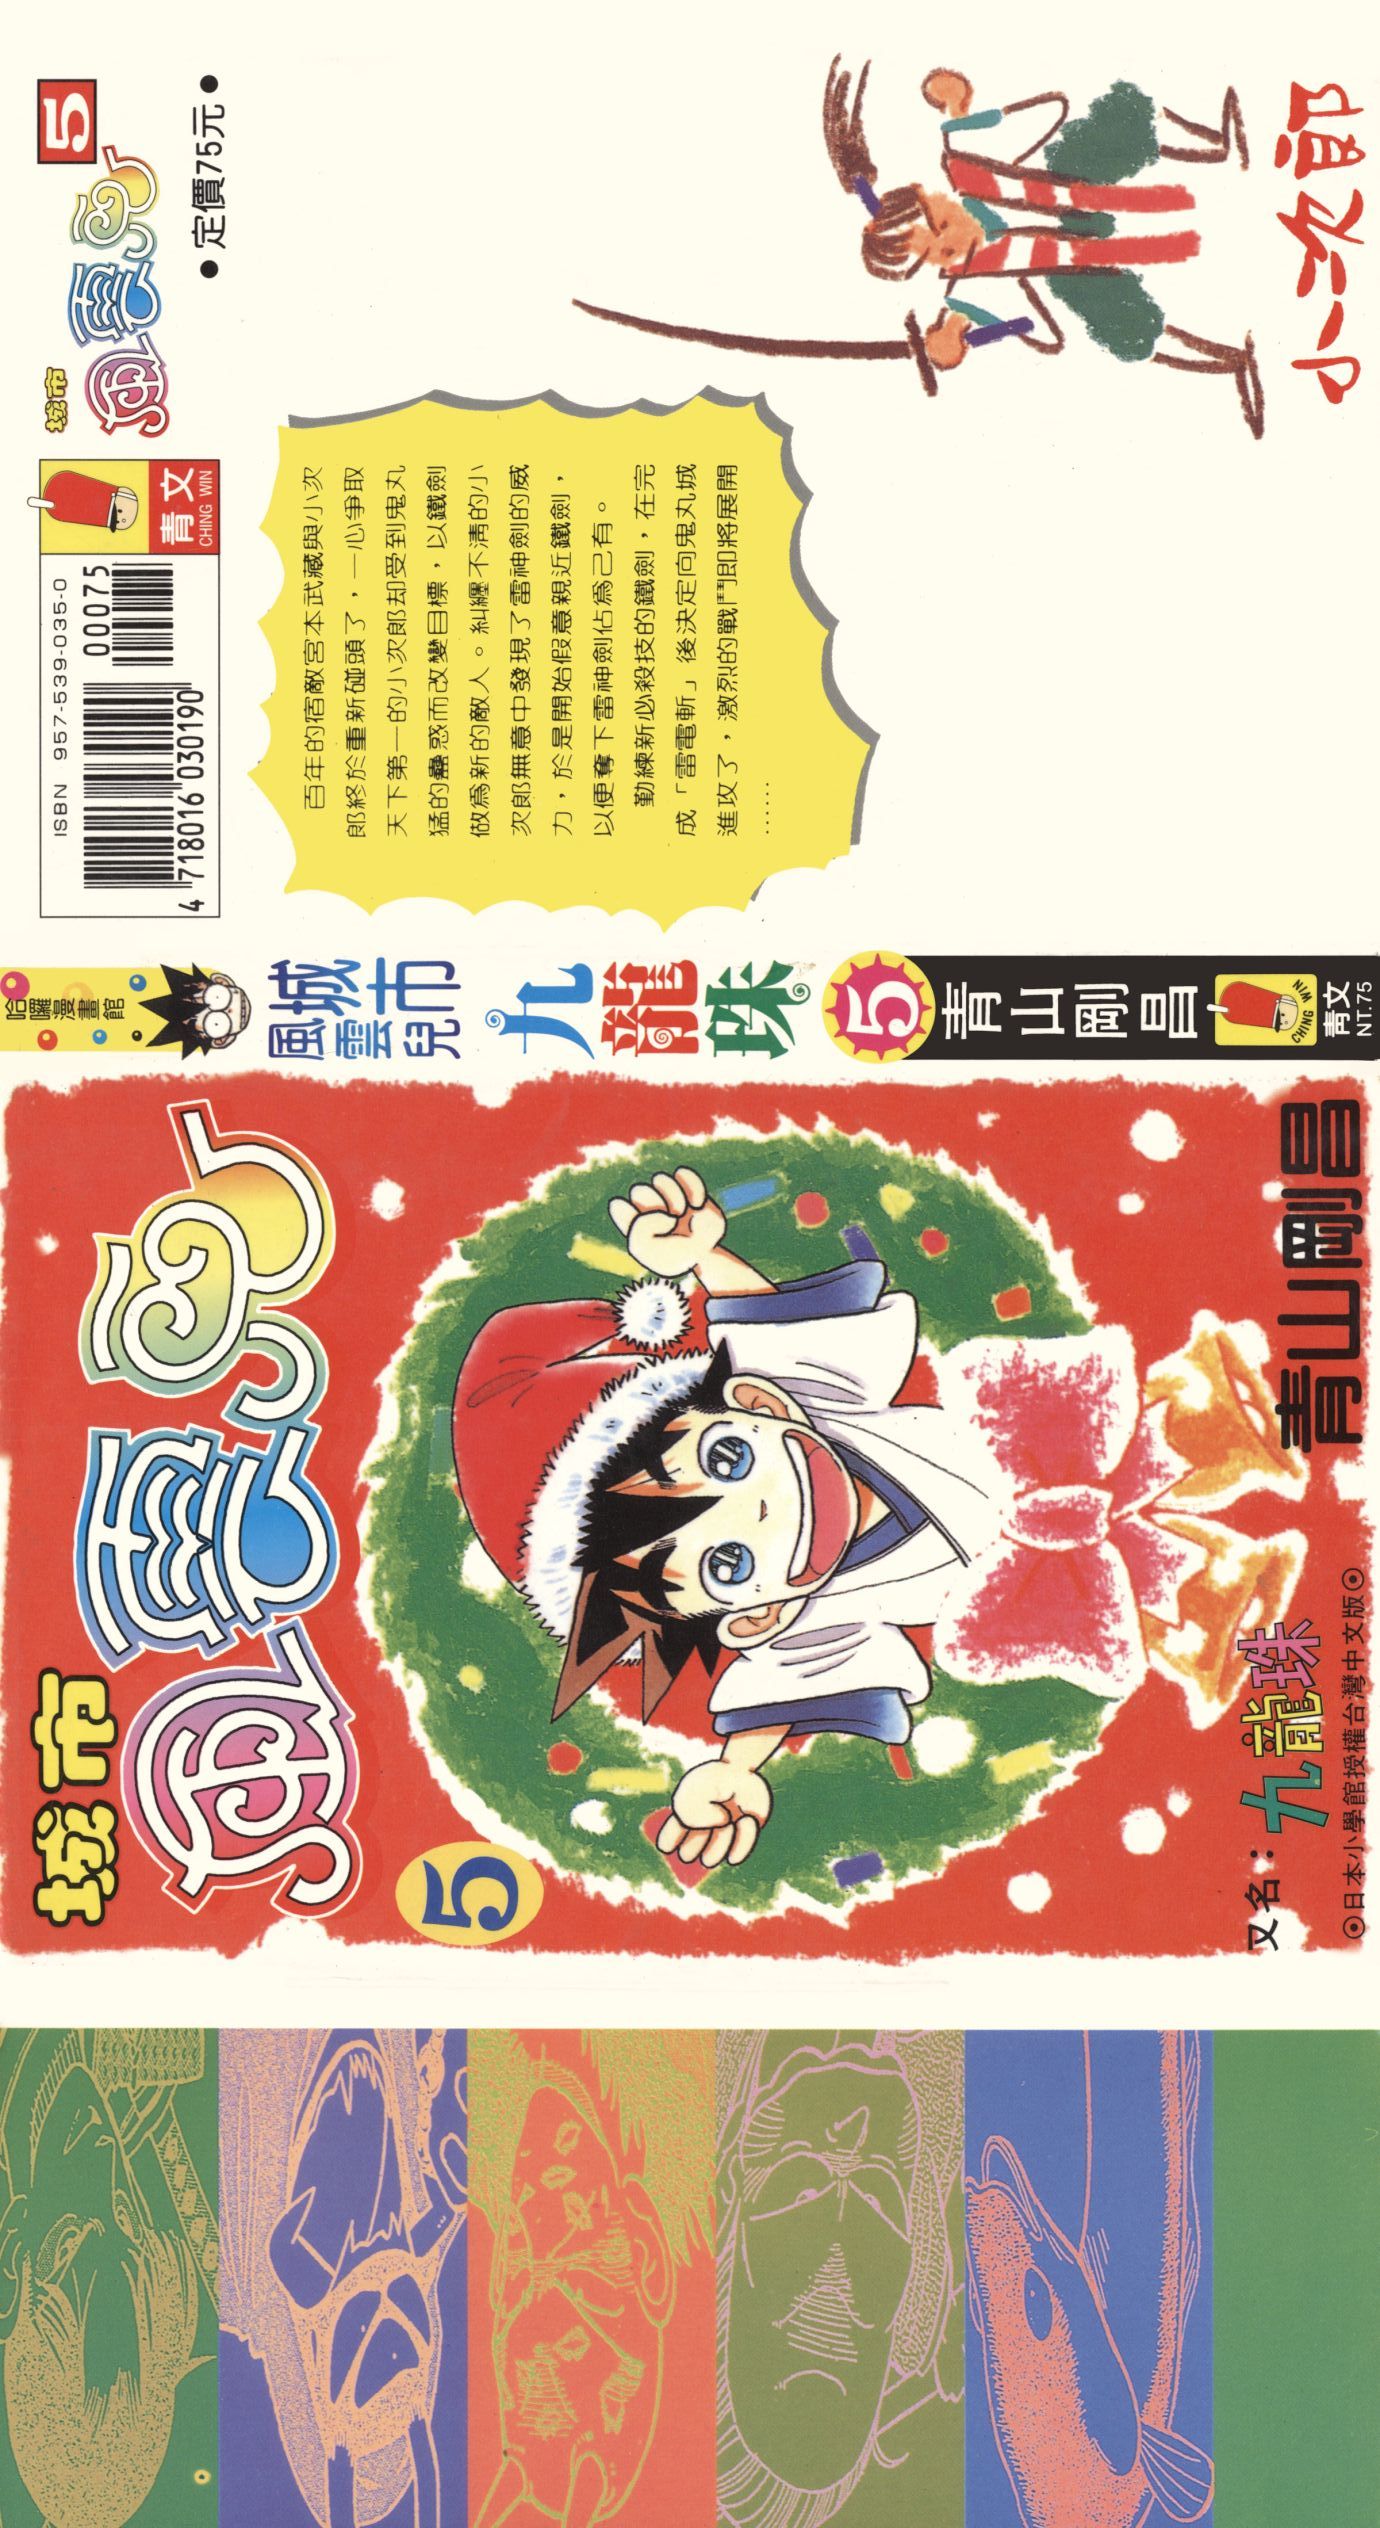 城市
風雲兒
5
●定價75元●
ISBN 957-539-035-0
00075
4 718016 030190
青文
CHING WIN
百年的宿敵宮本武藏與小次
郎終於重新碰頭了，一心爭取
天下第一的小次郎却受到鬼丸
猛的蠱惑而改變目標，以鐵劍
做為新的敵人。糾纏不清的小
次郎無意中發現了雷神劍的威
力，於是開始假意親近鐵劍，
以便奪下雷神劍佔為己有。
勤練新必殺技的鐵劍，在完
成「雷電斬」後決定向鬼丸城
進攻了，激烈的戰鬥即將展開
……
小次郎
哈囉漫畫館
城市
風雲兒
九龍珠
5
青山剛昌
CHING WIN
青文
NT.75
城市
風雲兒
5
青山剛昌
又名：九龍珠
◎日本小學館授權台灣中文版◎